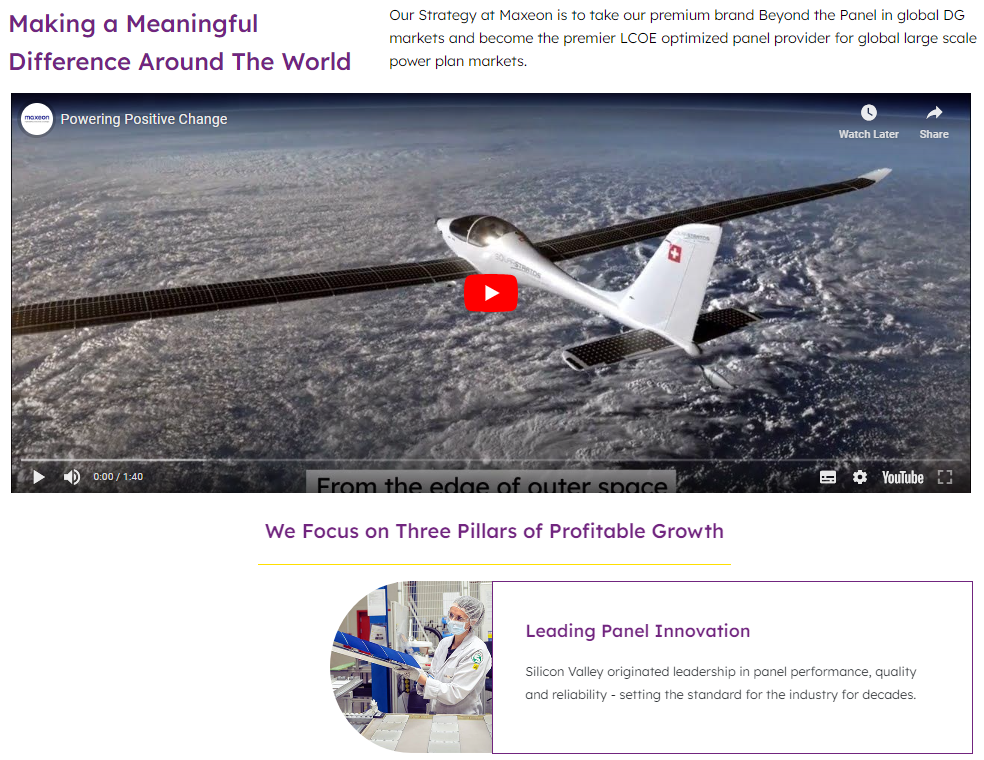 Making a Meaningful
Difference Around The World
Our Strategy at Maxeon is to take our premium brand Beyond the Panel in global DG
markets and become the premier LCOE optimized panel provider for global large scale
power plan markets.
maxeon
Powering Positive Change
Watch Later
Share
SOLARSTRATOS
0:00 / 1:40
From the edge of outer space
YouTube
We Focus on Three Pillars of Profitable Growth
Leading Panel Innovation
Silicon Valley originated leadership in panel performance, quality
and reliability - setting the standard for the industry for decades.